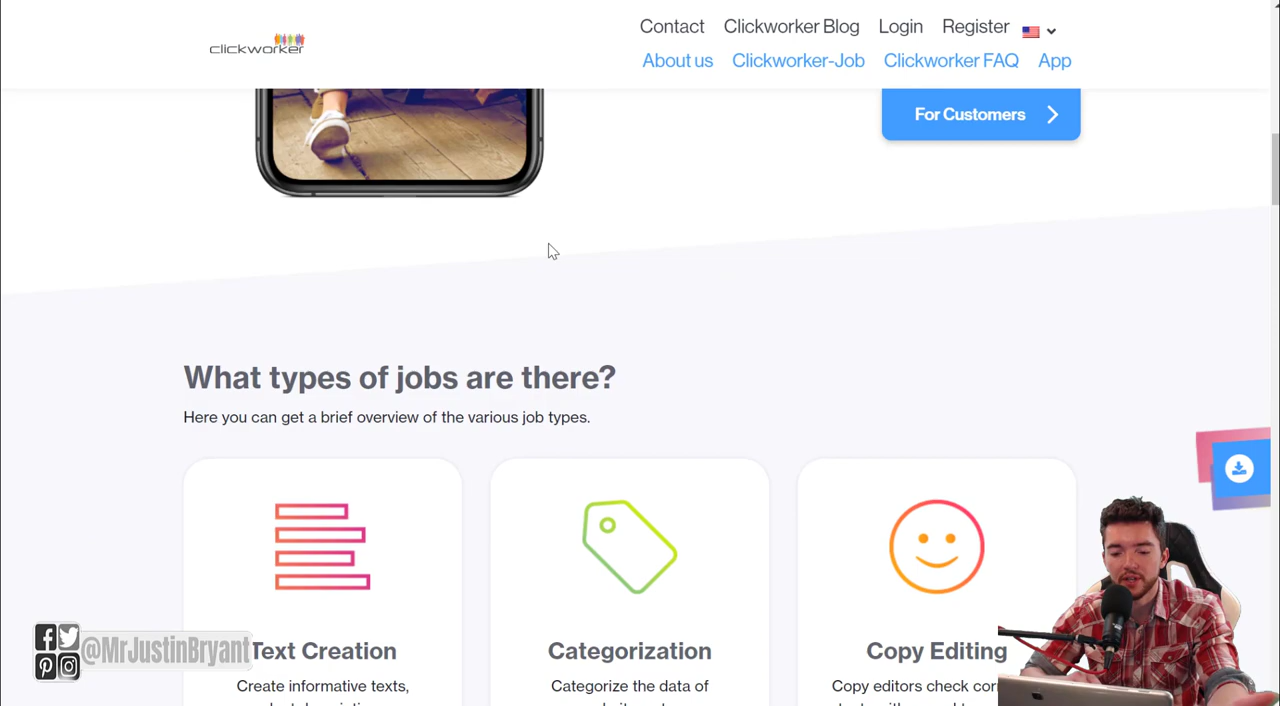 clickworker
Contact Clickworker Blog Login Register
About us Clickworker-Job Clickworker FAQ App
For Customers
What types of jobs are there?
Here you can get a brief overview of the various job types.
Text Creation
Categorization
Copy Editing
Create informative texts,
Categorize the data of
Copy editors check
@MrJustinBryant